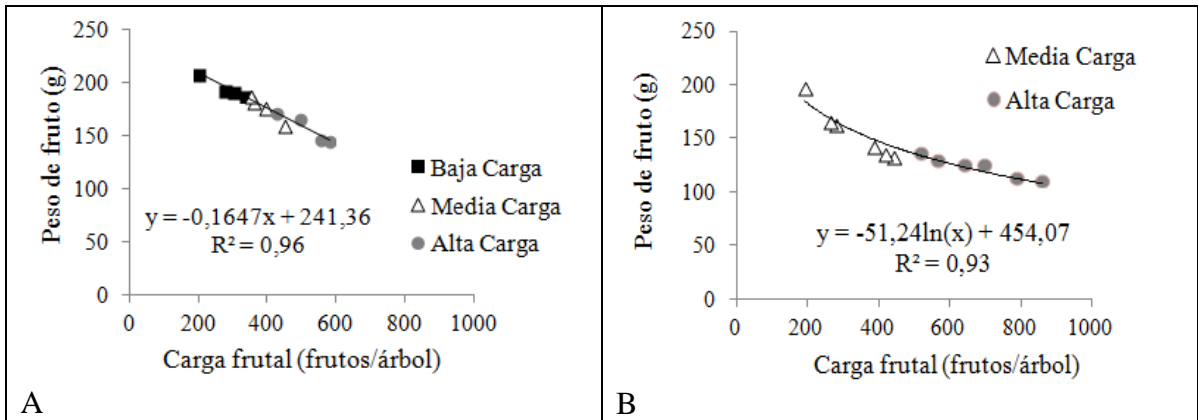 250
200
150
100
50
0
Peso de fruto (g)
Baja Carga
Media Carga
Alta Carga
y = -0,1647x + 241,36
R² = 0,96
0 200 400 600 800 1000
Carga frutal (frutos/árbol)
A
250
200
150
100
50
0
Peso de fruto (g)
Media Carga
Alta Carga
y = -51,24ln(x) + 454,07
R² = 0,93
0 200 400 600 800 1000
Carga frutal (frutos/árbol)
B